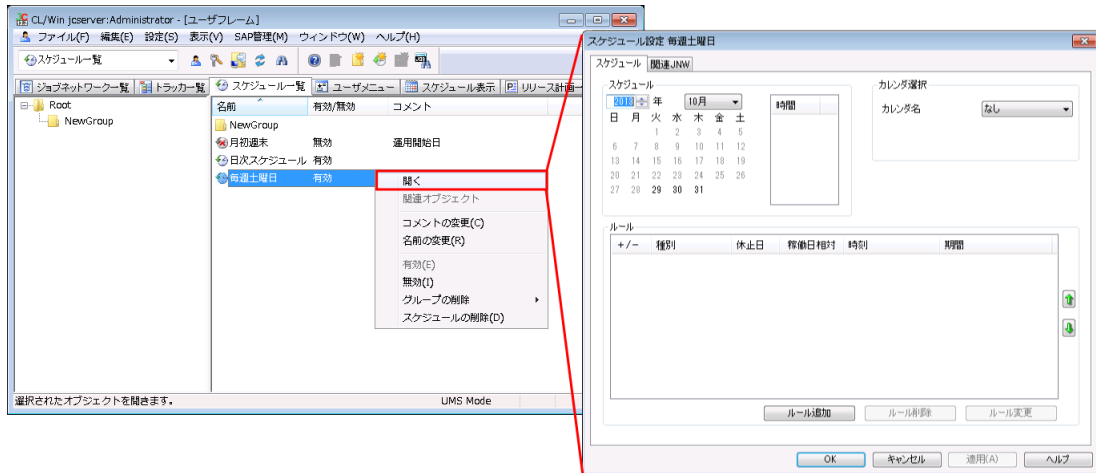 CL/Win jcserver:Administrator - [ユーザフレーム]
ファイル(F) 編集(E) 設定(S) 表示(V) SAP管理(M) ウィンドウ(W) ヘルプ(H)
スケジュール一覧
ジョブネットワーク一覧 トラッカ一覧 スケジュール一覧 ユーザメニュー スケジュール表示 リリース計画一
Root
NewGroup
名前 有効/無効 コメント
NewGroup
月初週末 無効 運用開始日
日次スケジュール 有効
毎週土曜日 有効
開く
関連オブジェクト
コメントの変更(C)
名前の変更(R)
有効(E)
無効(I)
グループの削除
スケジュールの削除(D)
選択されたオブジェクトを開きます。 UMS Mode
スケジュール設定 毎週土曜日
スケジュール 関連JNW
スケジュール
2013 年 10月
日 月 火 水 木 金 土
1 2 3 4 5
6 7 8 9 10 11 12
13 14 15 16 17 18 19
20 21 22 23 24 25 26
27 28 29 30 31
時間
カレンダ選択
カレンダ名 なし
ルール
+/- 種別 休止日 稼働日相対 時刻 期間
ルール追加 ルール削除 ルール変更
OK キャンセル 適用(A) ヘルプ